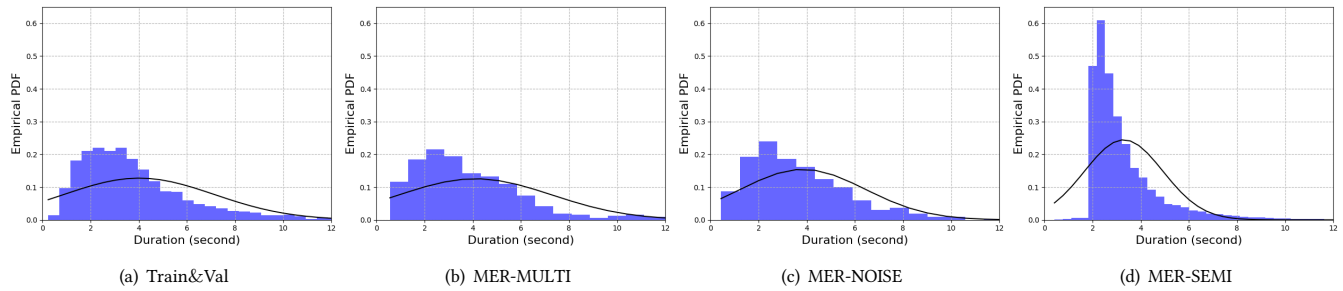 0.6
0.5
0.4
0.3
0.2
0.1
0.0
Empirical PDF
0 2 4 6 8 10 12
Duration (second)
(a) Train&Val
0.6
0.5
0.4
0.3
0.2
0.1
0.0
Empirical PDF
0 2 4 6 8 10 12
Duration (second)
(b) MER-MULTI
0.6
0.5
0.4
0.3
0.2
0.1
0.0
Empirical PDF
0 2 4 6 8 10 12
Duration (second)
(c) MER-NOISE
0.6
0.5
0.4
0.3
0.2
0.1
0.0
Empirical PDF
0 2 4 6 8 10 12
Duration (second)
(d) MER-SEMI